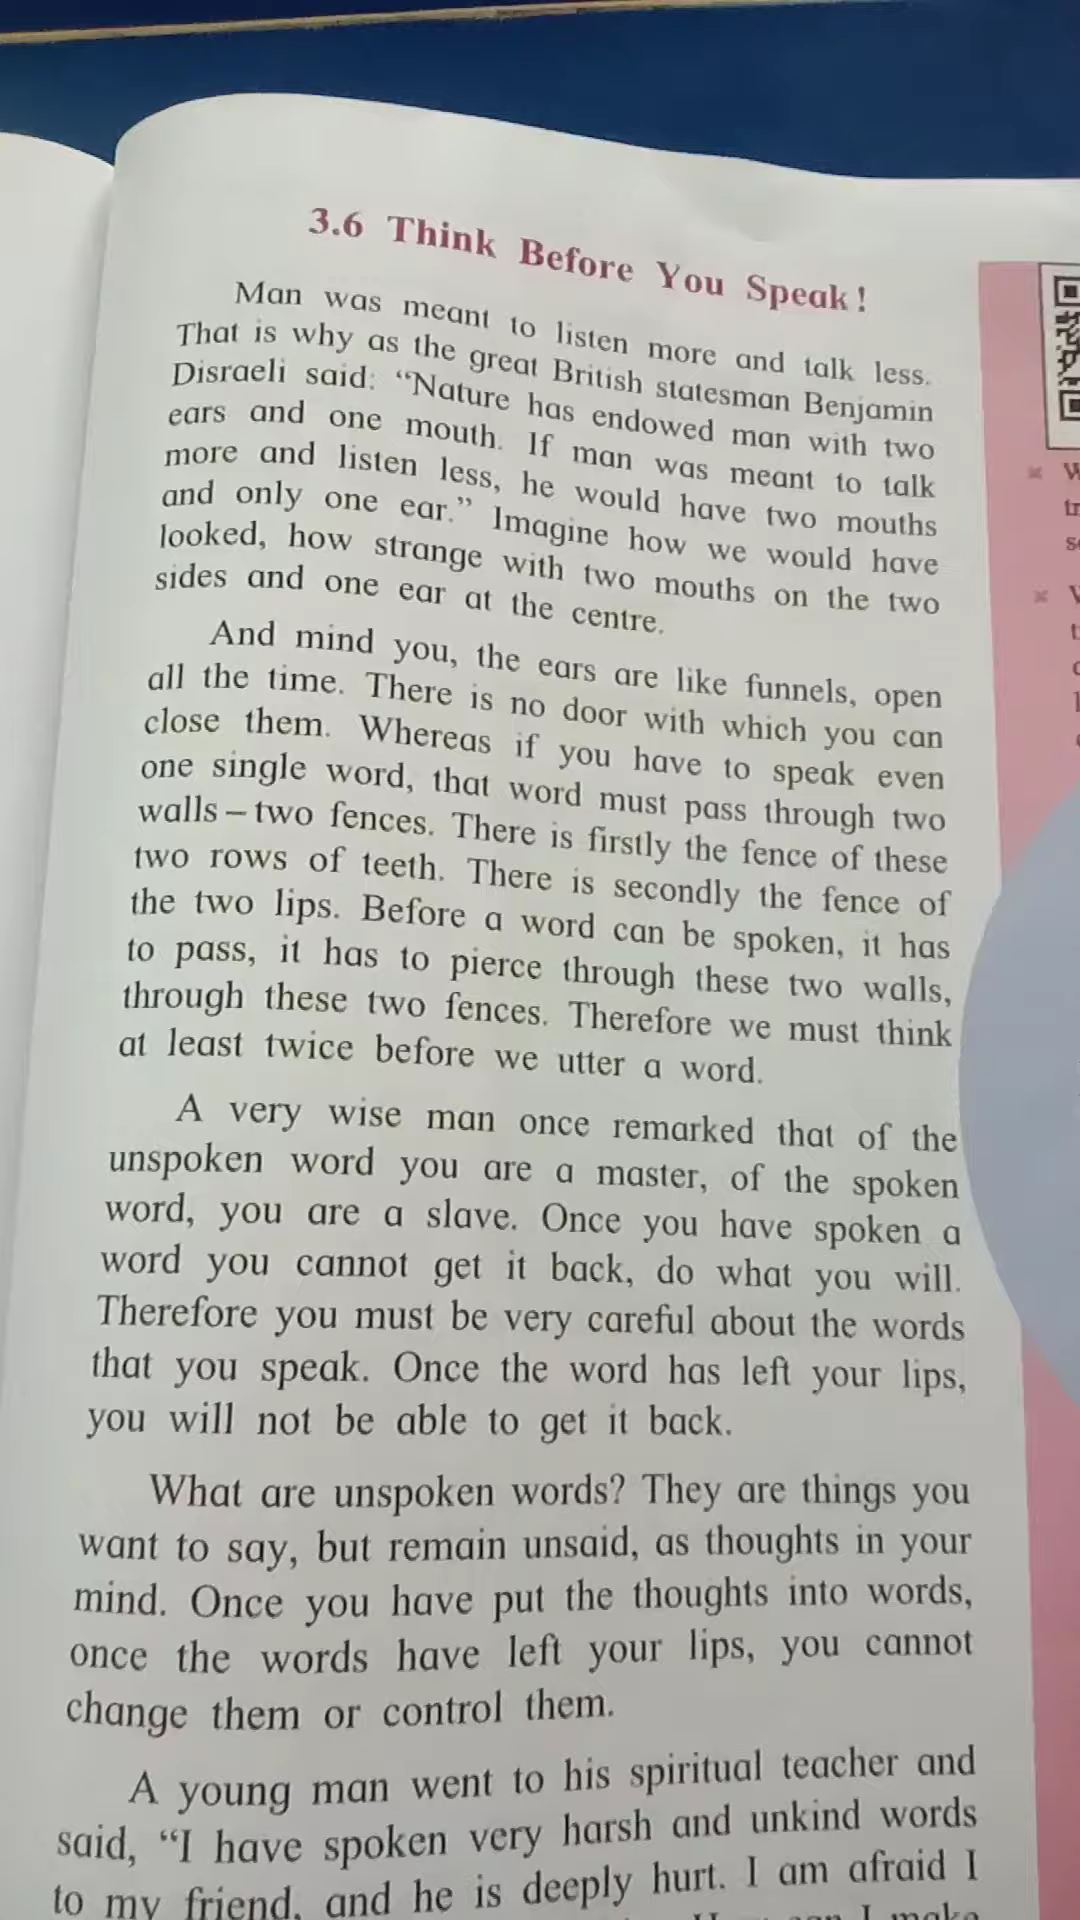 3.6 Think Before You Speak!
Man was meant to listen more and talk less.
That is why as the great British statesman Benjamin
Disraeli said: “Nature has endowed man with two
ears and one mouth. If man was meant to talk
more and listen less, he would have two mouths
and only one ear.” Imagine how we would have
looked, how strange with two mouths on the two
sides and one ear at the centre.
And mind you, the ears are like funnels, open
all the time. There is no door with which you can
close them. Whereas if you have to speak even
one single word, that word must pass through two
walls – two fences. There is firstly the fence of these
two rows of teeth. There is secondly the fence of
the two lips. Before a word can be spoken, it has
to pass, it has to pierce through these two walls,
through these two fences. Therefore we must think
at least twice before we utter a word.
A very wise man once remarked that of the
unspoken word you are a master, of the spoken
word, you are a slave. Once you have spoken a
word you cannot get it back, do what you will.
Therefore you must be very careful about the words
that you speak. Once the word has left your lips,
you will not be able to get it back.
What are unspoken words? They are things you
want to say, but remain unsaid, as thoughts in your
mind. Once you have put the thoughts into words,
once the words have left your lips, you cannot
change them or control them.
A young man went to his spiritual teacher and
said, “I have spoken very harsh and unkind words
to my friend, and he is deeply hurt. I am afraid I
I make